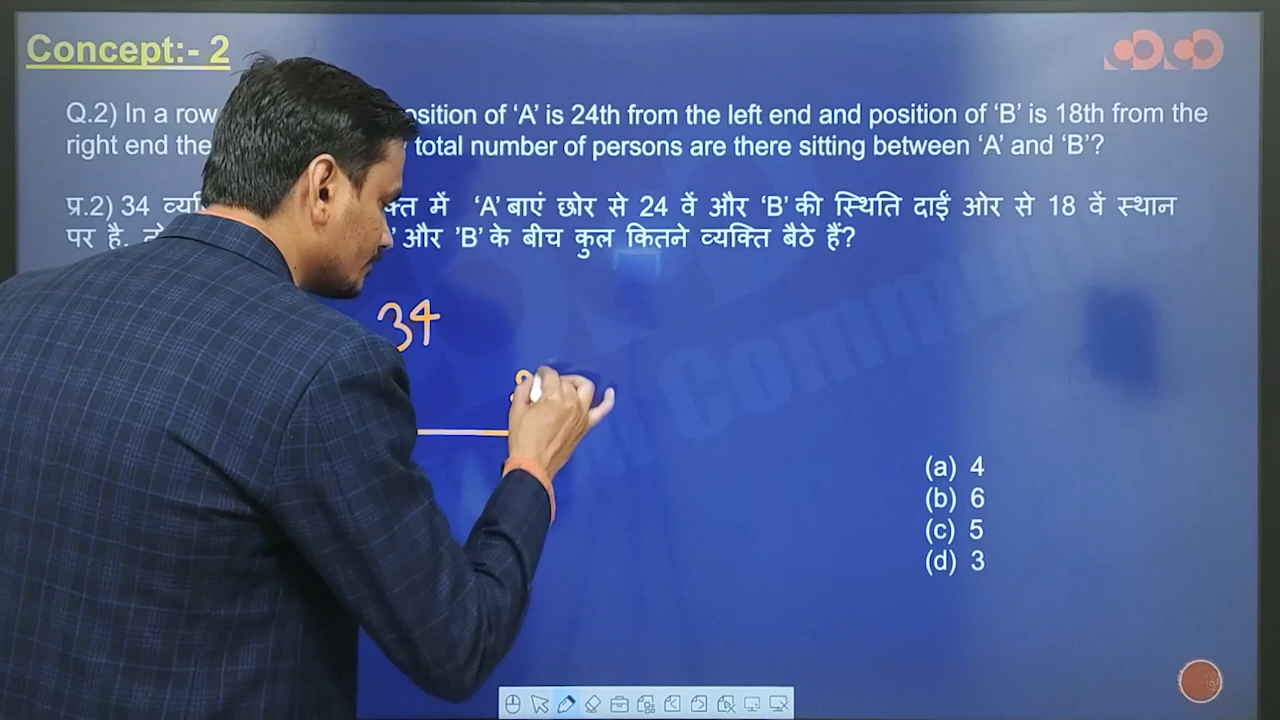 Concept:- 2
Q.2) In a row of 'A' is 24th from the left end and position of 'B' is 18th from the
right end total number of persons are there sitting between 'A' and 'B'?
प्र.2) 34 में 'A' बाएं छोर से 24 वें और 'B' की स्थिति दाईं ओर से 18 वें स्थान
पर है. और 'B' के बीच कुल कितने व्यक्ति बैठे हैं?
34
(a) 4
(b) 6
(c) 5
(d) 3